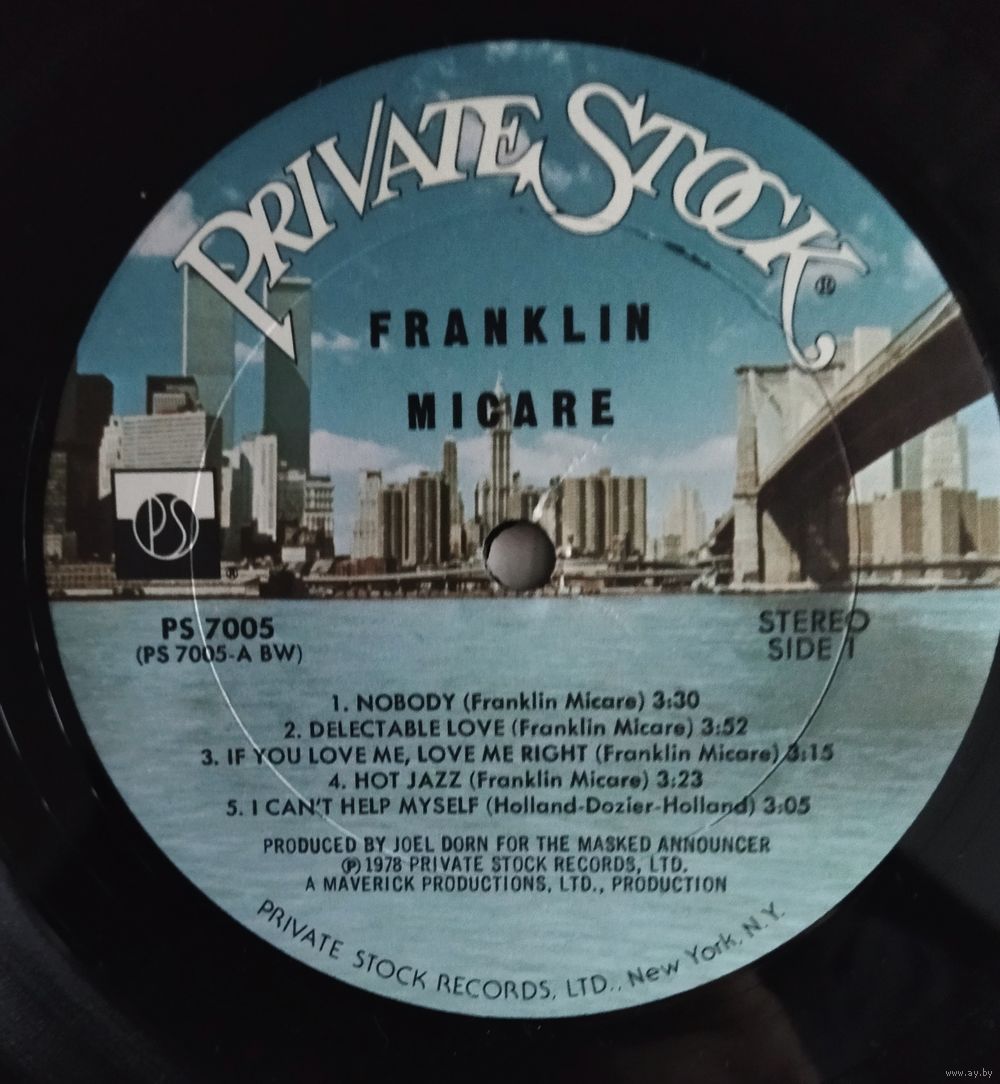 PRIVATE STOCK®
FRANKLIN
MICARE
PS®
PS 7005
(PS 7005-A BW)
STEREO
SIDE 1
1. NOBODY (Franklin Micare) 3:30
2. DELECTABLE LOVE (Franklin Micare) 3:52
3. IF YOU LOVE ME, LOVE ME RIGHT (Franklin Micare) 3:15
4. HOT JAZZ (Franklin Micare) 3:23
5. I CAN'T HELP MYSELF (Holland-Dozier-Holland) 3:05
PRODUCED BY JOEL DORN FOR THE MASKED ANNOUNCER
℗1978 PRIVATE STOCK RECORDS, LTD.
A MAVERICK PRODUCTIONS, LTD., PRODUCTION
PRIVATE STOCK RECORDS, LTD., New York, N.Y.
www.ay.by